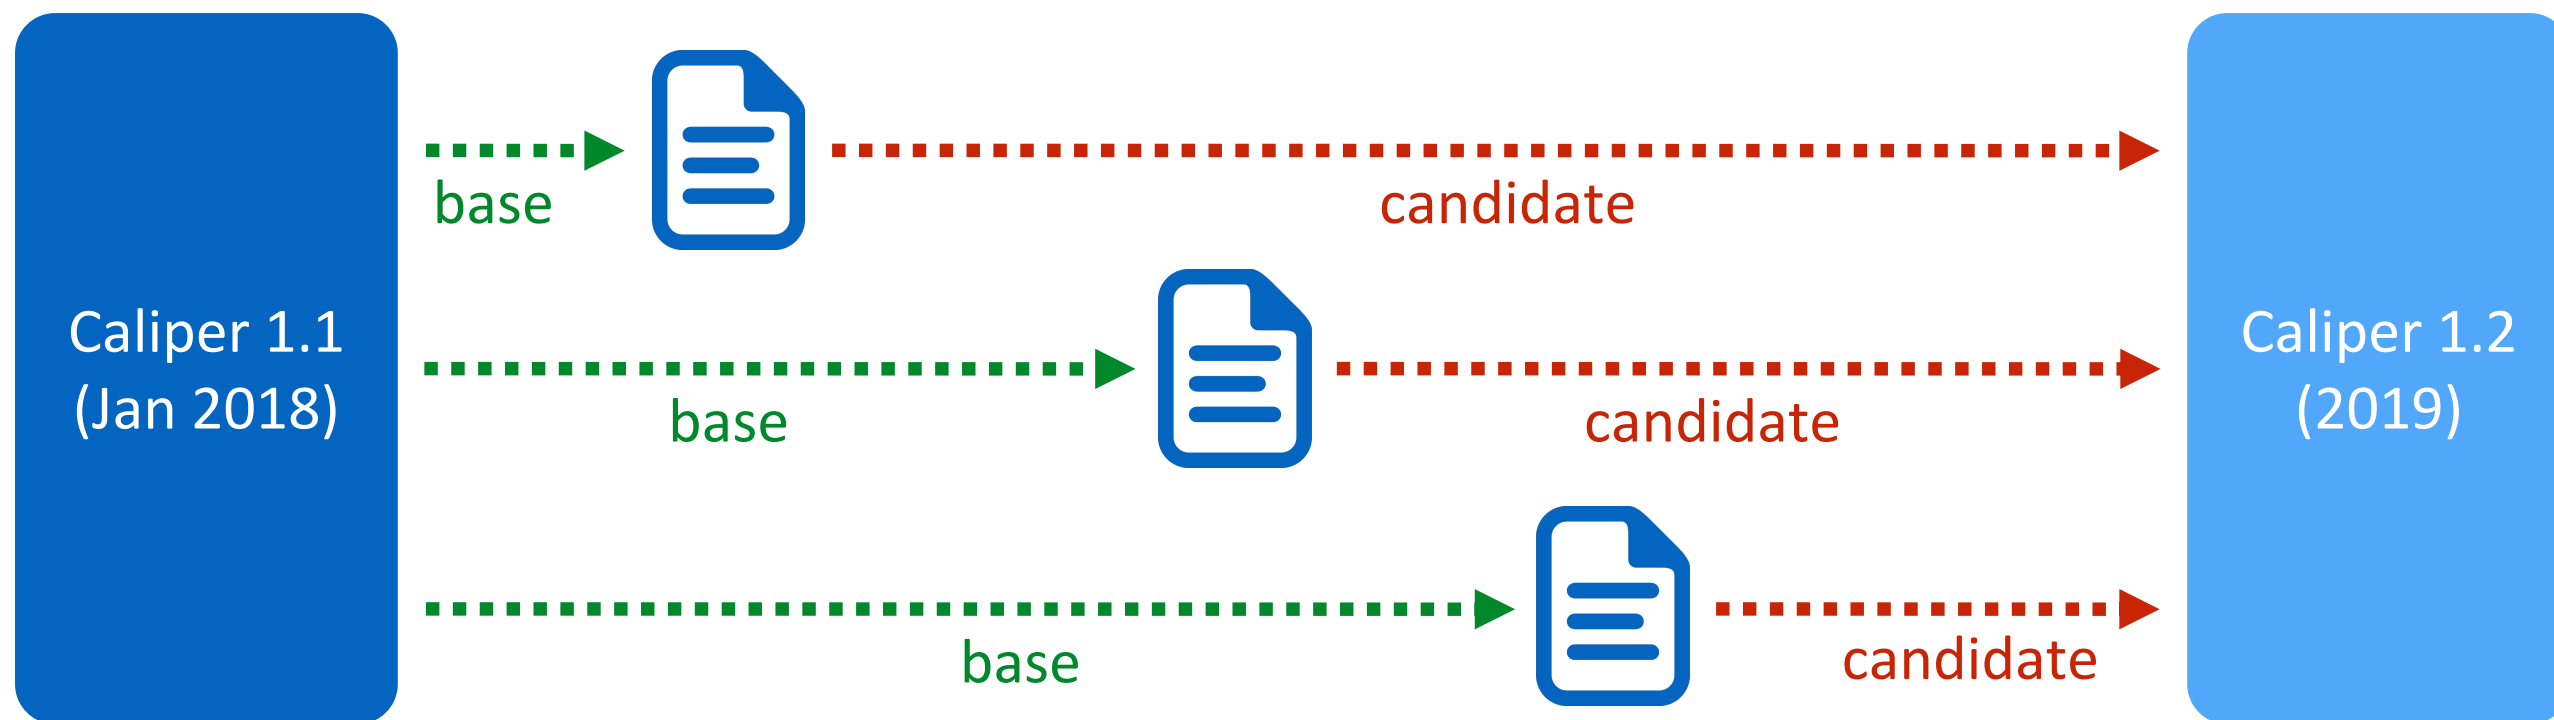 Caliper 1.1
(Jan 2018)
base
candidate
base
candidate
base
candidate
Caliper 1.2
(2019)